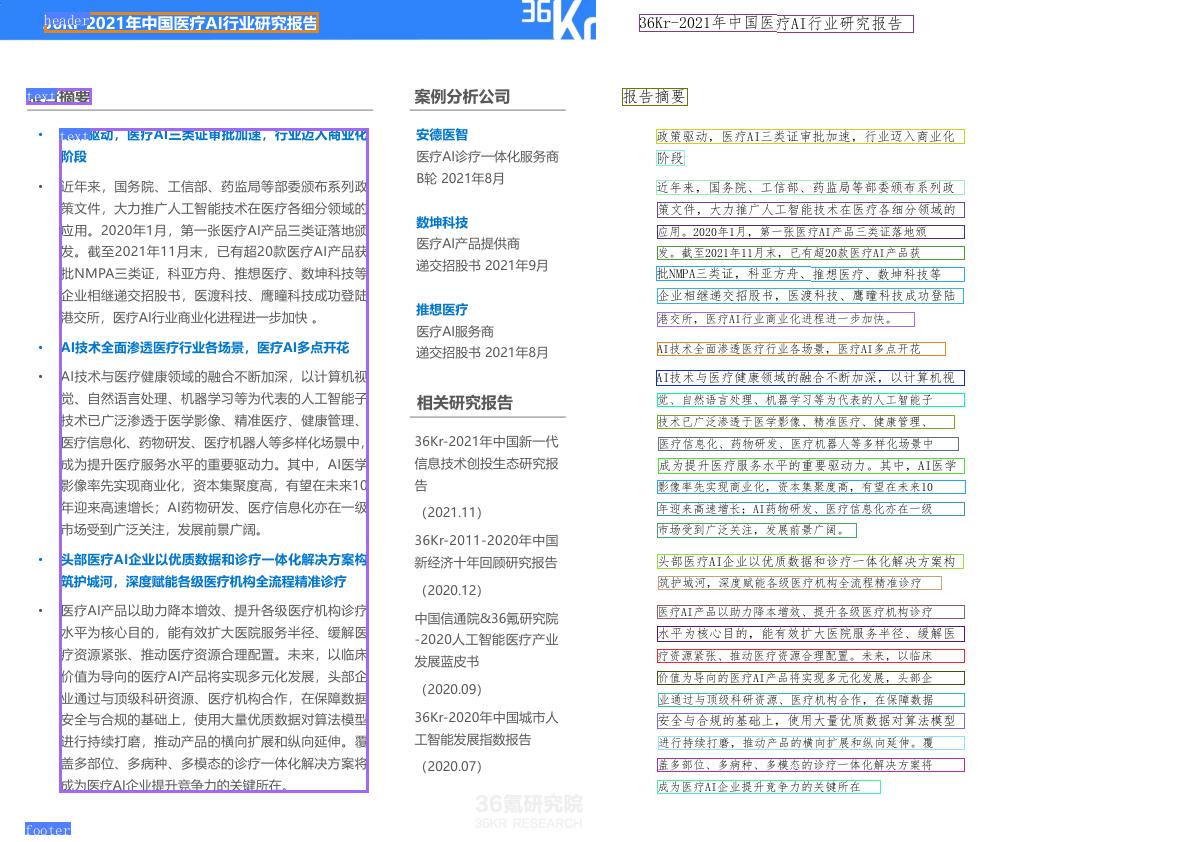 header
36Kr-2021年中国医疗AI行业研究报告
36Kr
text
摘要
text
驱动，医疗AI三类证审批加速，行业迈入商业化
阶段
近年来，国务院、工信部、药监局等部委颁布系列政
策文件，大力推广人工智能技术在医疗各细分领域的
应用。2020年1月，第一张医疗AI产品三类证落地颁
发。截至2021年11月末，已有超20款医疗AI产品获
批NMPA三类证，科亚方舟、推想医疗、数坤科技等
企业相继递交招股书，医渡科技、鹰瞳科技成功登陆
港交所，医疗AI行业商业化进程进一步加快 。
AI技术全面渗透医疗行业各场景，医疗AI多点开花
AI技术与医疗健康领域的融合不断加深，以计算机视
觉、自然语言处理、机器学习等为代表的人工智能子
技术已广泛渗透于医学影像、精准医疗、健康管理、
医疗信息化、药物研发、医疗机器人等多样化场景中，
成为提升医疗服务水平的重要驱动力。其中，AI医学
影像率先实现商业化，资本集聚度高，有望在未来10
年迎来高速增长；AI药物研发、医疗信息化亦在一级
市场受到广泛关注，发展前景广阔。
头部医疗AI企业以优质数据和诊疗一体化解决方案构
筑护城河，深度赋能各级医疗机构全流程精准诊疗
医疗AI产品以助力降本增效、提升各级医疗机构诊疗
水平为核心目的，能有效扩大医院服务半径、缓解医
疗资源紧张、推动医疗资源合理配置。未来，以临床
价值为导向的医疗AI产品将实现多元化发展，头部企
业通过与顶级科研资源、医疗机构合作，在保障数据
安全与合规的基础上，使用大量优质数据对算法模型
进行持续打磨，推动产品的横向扩展和纵向延伸。覆
盖多部位、多病种、多模态的诊疗一体化解决方案将
成为医疗AI企业提升竞争力的关键所在。
footer
案例分析公司
安德医智
医疗AI诊疗一体化服务商
B轮 2021年8月
数坤科技
医疗AI产品提供商
递交招股书 2021年9月
推想医疗
医疗AI服务商
递交招股书 2021年8月
相关研究报告
36Kr-2021年中国新一代
信息技术创投生态研究报
告
（2021.11）
36Kr-2011-2020年中国
新经济十年回顾研究报告
（2020.12）
中国信通院&36氪研究院
-2020人工智能医疗产业
发展蓝皮书
（2020.09）
36Kr-2020年中国城市人
工智能发展指数报告
（2020.07）
36氪研究院
36KR RESEARCH
36Kr-2021年中国医疗AI行业研究报告
报告摘要
政策驱动，医疗AI三类证审批加速，行业迈入商业化
阶段
近年来，国务院、工信部、药监局等部委颁布系列政
策文件，大力推广人工智能技术在医疗各细分领域的
应用。2020年1月，第一张医疗AI产品三类证落地颁
发。截至2021年11月末，已有超20款医疗AI产品获
批NMPA三类证，科亚方舟、推想医疗、数坤科技等
企业相继递交招股书，医渡科技、鹰瞳科技成功登陆
港交所，医疗AI行业商业化进程进一步加快。
AI技术全面渗透医疗行业各场景，医疗AI多点开花
AI技术与医疗健康领域的融合不断加深，以计算机视
觉、自然语言处理、机器学习等为代表的人工智能子
技术已广泛渗透于医学影像、精准医疗、健康管理、
医疗信息化、药物研发、医疗机器人等多样化场景中
成为提升医疗服务水平的重要驱动力。其中，AI医学
影像率先实现商业化，资本集聚度高，有望在未来10
年迎来高速增长；AI药物研发、医疗信息化亦在一级
市场受到广泛关注，发展前景广阔。
头部医疗AI企业以优质数据和诊疗一体化解决方案构
筑护城河，深度赋能各级医疗机构全流程精准诊疗
医疗AI产品以助力降本增效、提升各级医疗机构诊疗
水平为核心目的，能有效扩大医院服务半径、缓解医
疗资源紧张、推动医疗资源合理配置。未来，以临床
价值为导向的医疗AI产品将实现多元化发展，头部企
业通过与顶级科研资源、医疗机构合作，在保障数据
安全与合规的基础上，使用大量优质数据对算法模型
进行持续打磨，推动产品的横向扩展和纵向延伸。覆
盖多部位、多病种、多模态的诊疗一体化解决方案将
成为医疗AI企业提升竞争力的关键所在